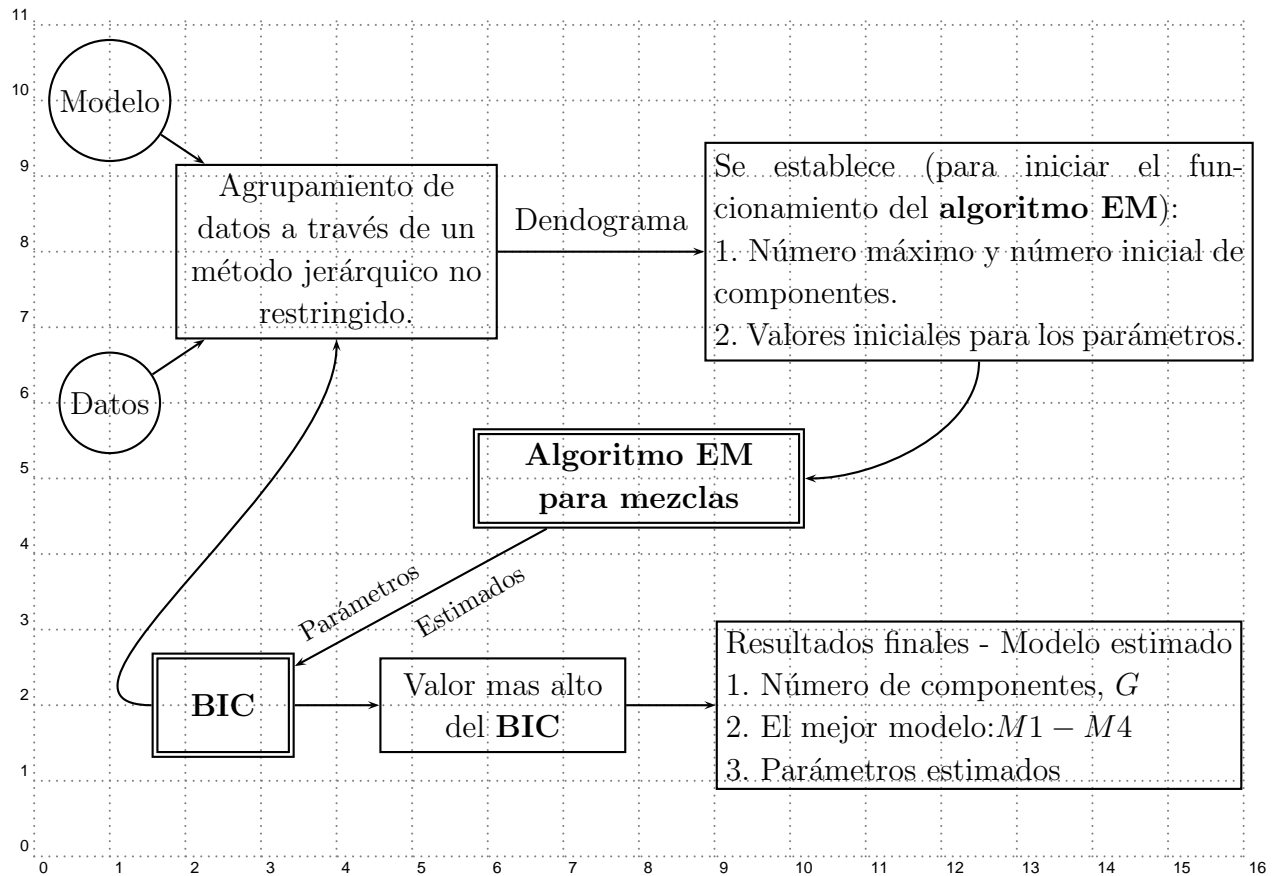 11
10
9
8
7
6
5
4
3
2
1
0
0 1 2 3 4 5 6 7 8 9 10 11 12 13 14 15 16
Modelo
Datos
Agrupamiento de
datos a través de un
método jerárquico no
restringido.
Dendograma
Se establece (para iniciar el fun-
cionamiento del algoritmo EM):
1. Número máximo y número inicial de
componentes.
2. Valores iniciales para los parámetros.
Algoritmo EM
para mezclas
Parámetros
Estimados
BIC
Valor mas alto
del BIC
Resultados finales - Modelo estimado
1. Número de componentes, G
2. El mejor modelo:M1 − M4
3. Parámetros estimados